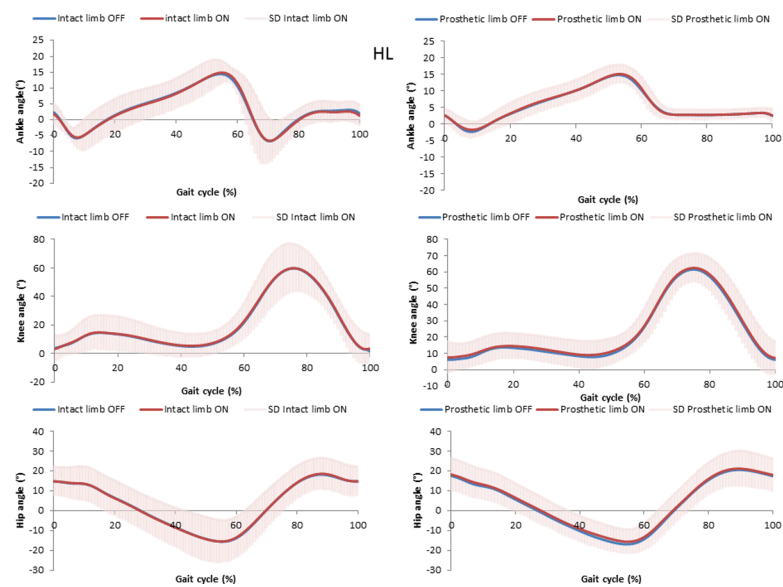 Intact limb OFF intact limb ON SD Intact limb ON
HL
Ankle angle(°)
25
20
15
10
5
0
-5
-10
-15
-20
0 20 40 60 80 100
Gait cycle (%)
Prosthetic limb OFF Prosthetic limb ON SD Prosthetic limb ON
Ankle angle (°)
25
20
15
10
5
0
-5
-10
-15
-20
0 20 40 60 80 100
Gait cycle (%)
Intact limb OFF Intact limb ON SD Intact limb ON
Knee angle (°)
80
60
40
20
0
-20
0 20 40 60 80 100
Gait cycle (%)
Prosthetic limb OFF Prosthetic limb ON SD Prosthetic limb ON
Knee angle (°)
80
70
60
50
40
30
20
10
0
-10
0 20 40 60 80 100
Gait cycle (%)
Intact limb OFF Intact limb ON SD Intact limb ON
Hip angle (°)
40
30
20
10
0
-10
-20
-30
0 20 40 60 80 100
Gait cycle (%)
Prosthetic limb OFF Prosthetic limb ON SD Prosthetic limb ON
Hip angle (°)
40
30
20
10
0
-10
-20
-30
0 20 40 60 80 100
Gait cycle (%)